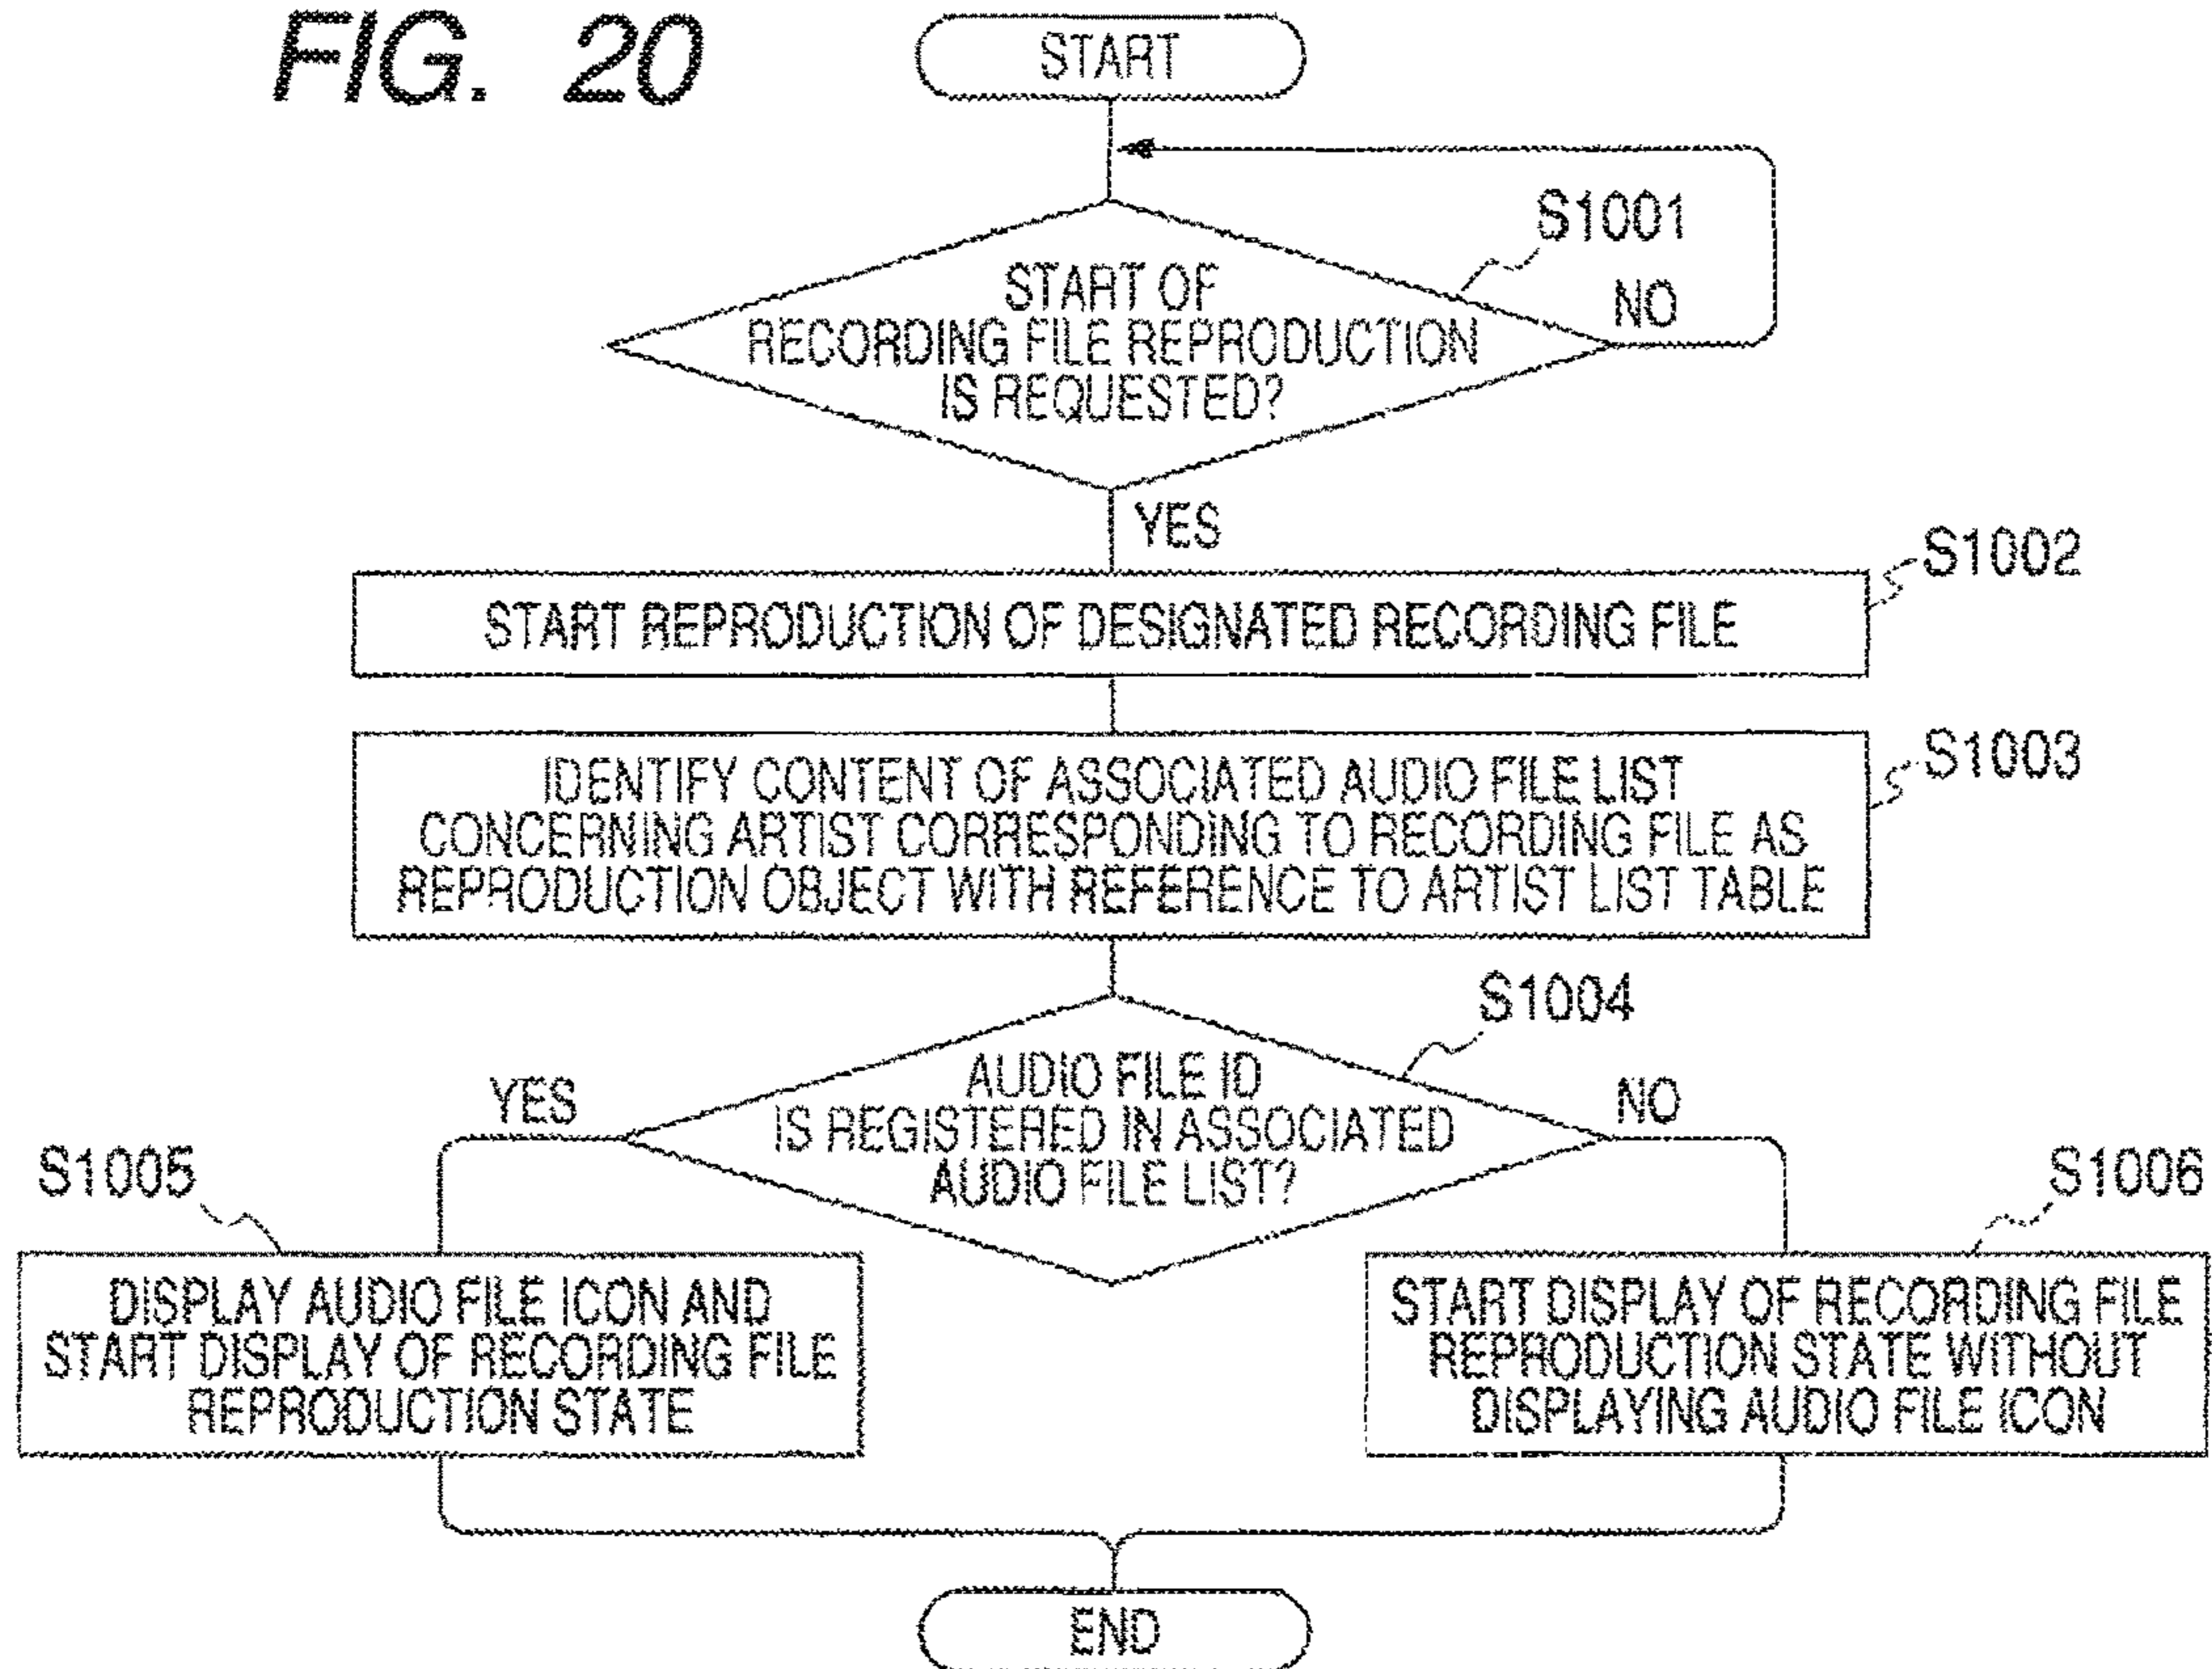 FIG. 20
START
S1001
START OF
RECORDING FILE REPRODUCTION
IS REQUESTED?
NO
YES
S1002
START REPRODUCTION OF DESIGNATED RECORDING FILE
S1003
IDENTIFY CONTENT OF ASSOCIATED AUDIO FILE LIST
CONCERNING ARTIST CORRESPONDING TO RECORDING FILE AS
REPRODUCTION OBJECT WITH REFERENCE TO ARTIST LIST TABLE
S1004
AUDIO FILE ID
IS REGISTERED IN ASSOCIATED
AUDIO FILE LIST?
YES
NO
S1005
DISPLAY AUDIO FILE ICON AND
START DISPLAY OF RECORDING FILE
REPRODUCTION STATE
S1006
START DISPLAY OF RECORDING FILE
REPRODUCTION STATE WITHOUT
DISPLAYING AUDIO FILE ICON
END